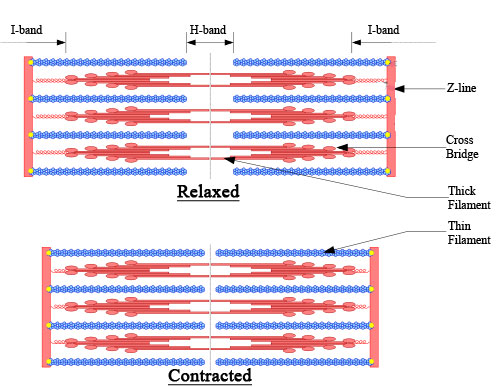 I-band
H-band
I-band
Z-line
Cross
Bridge
Relaxed
Thick
Filament
Thin
Filament
Contracted